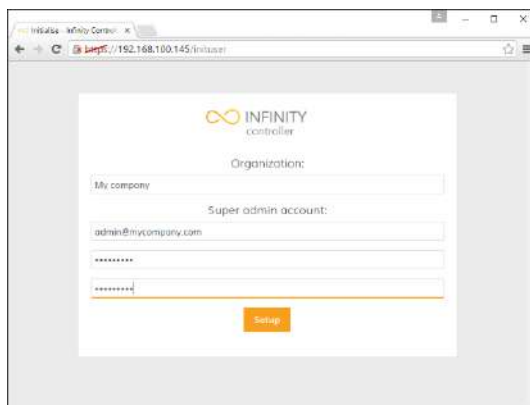 Initialise - Infinity Control
https://192.168.100.145/inituser
INFINITY
controller
Organization:
My company
Super admin account:
admin@mycompany.com
•••••••••
•••••••••
Setup